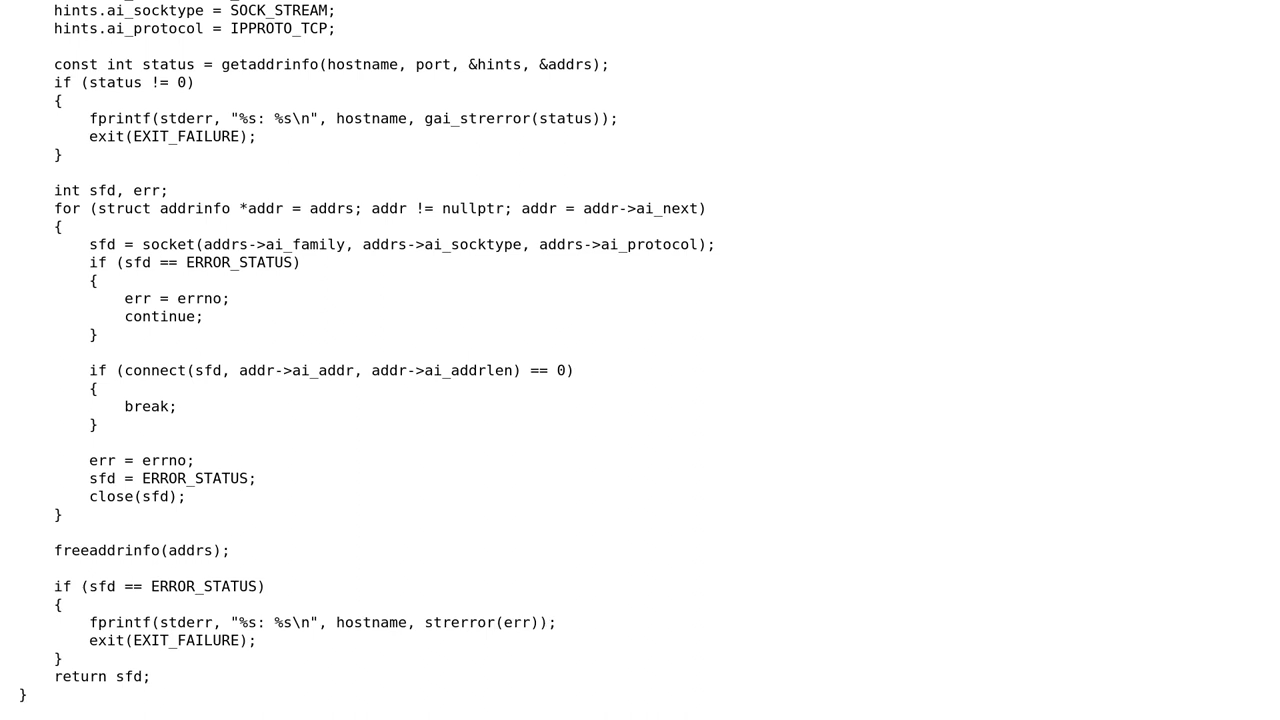 hints.ai_socktype = SOCK_STREAM;
hints.ai_protocol = IPPROTO_TCP;
const int status = getaddrinfo(hostname, port, &hints, &addrs);
if (status != 0)
{
fprintf(stderr, "%s: %s\n", hostname, gai_strerror(status));
exit(EXIT_FAILURE);
}
int sfd, err;
for (struct addrinfo *addr = addrs; addr != nullptr; addr = addr->ai_next)
{
sfd = socket(addrs->ai_family, addrs->ai_socktype, addrs->ai_protocol);
if (sfd == ERROR_STATUS)
{
err = errno;
continue;
}
if (connect(sfd, addr->ai_addr, addr->ai_addrlen) == 0)
{
break;
}
err = errno;
sfd = ERROR_STATUS;
close(sfd);
}
freeaddrinfo(addrs);
if (sfd == ERROR_STATUS)
{
fprintf(stderr, "%s: %s\n", hostname, strerror(err));
exit(EXIT_FAILURE);
}
return sfd;
}